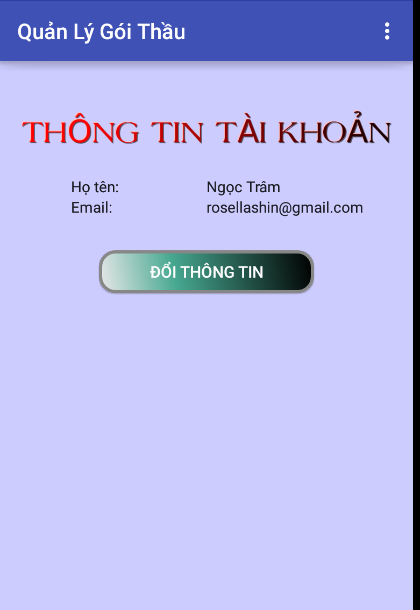 Quản Lý Gói Thầu
THÔNG TIN TÀI KHOẢN
Họ tên: Ngọc Trâm
Email: rosellashin@gmail.com
ĐỔI THÔNG TIN